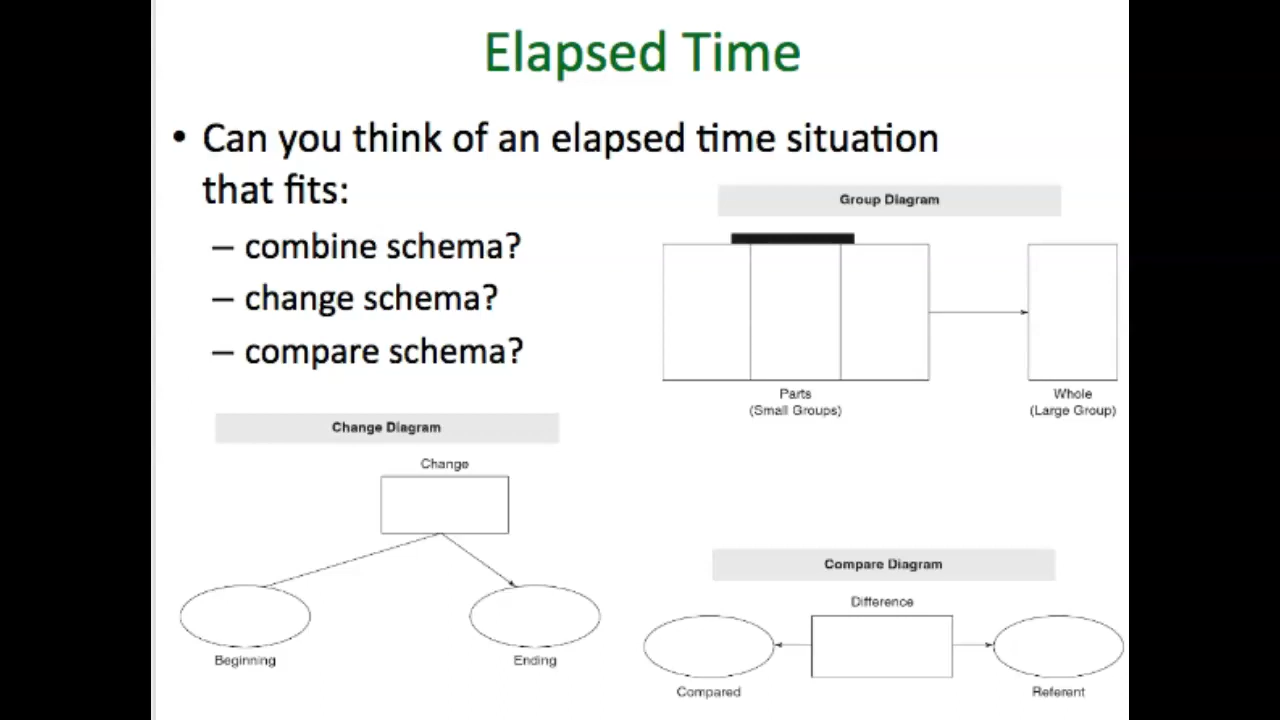 Elapsed Time
• Can you think of an elapsed time situation
that fits:
– combine schema?
– change schema?
– compare schema?
Group Diagram
Parts
(Small Groups)
Whole
(Large Group)
Change Diagram
Change
Beginning
Ending
Compare Diagram
Difference
Compared
Referent